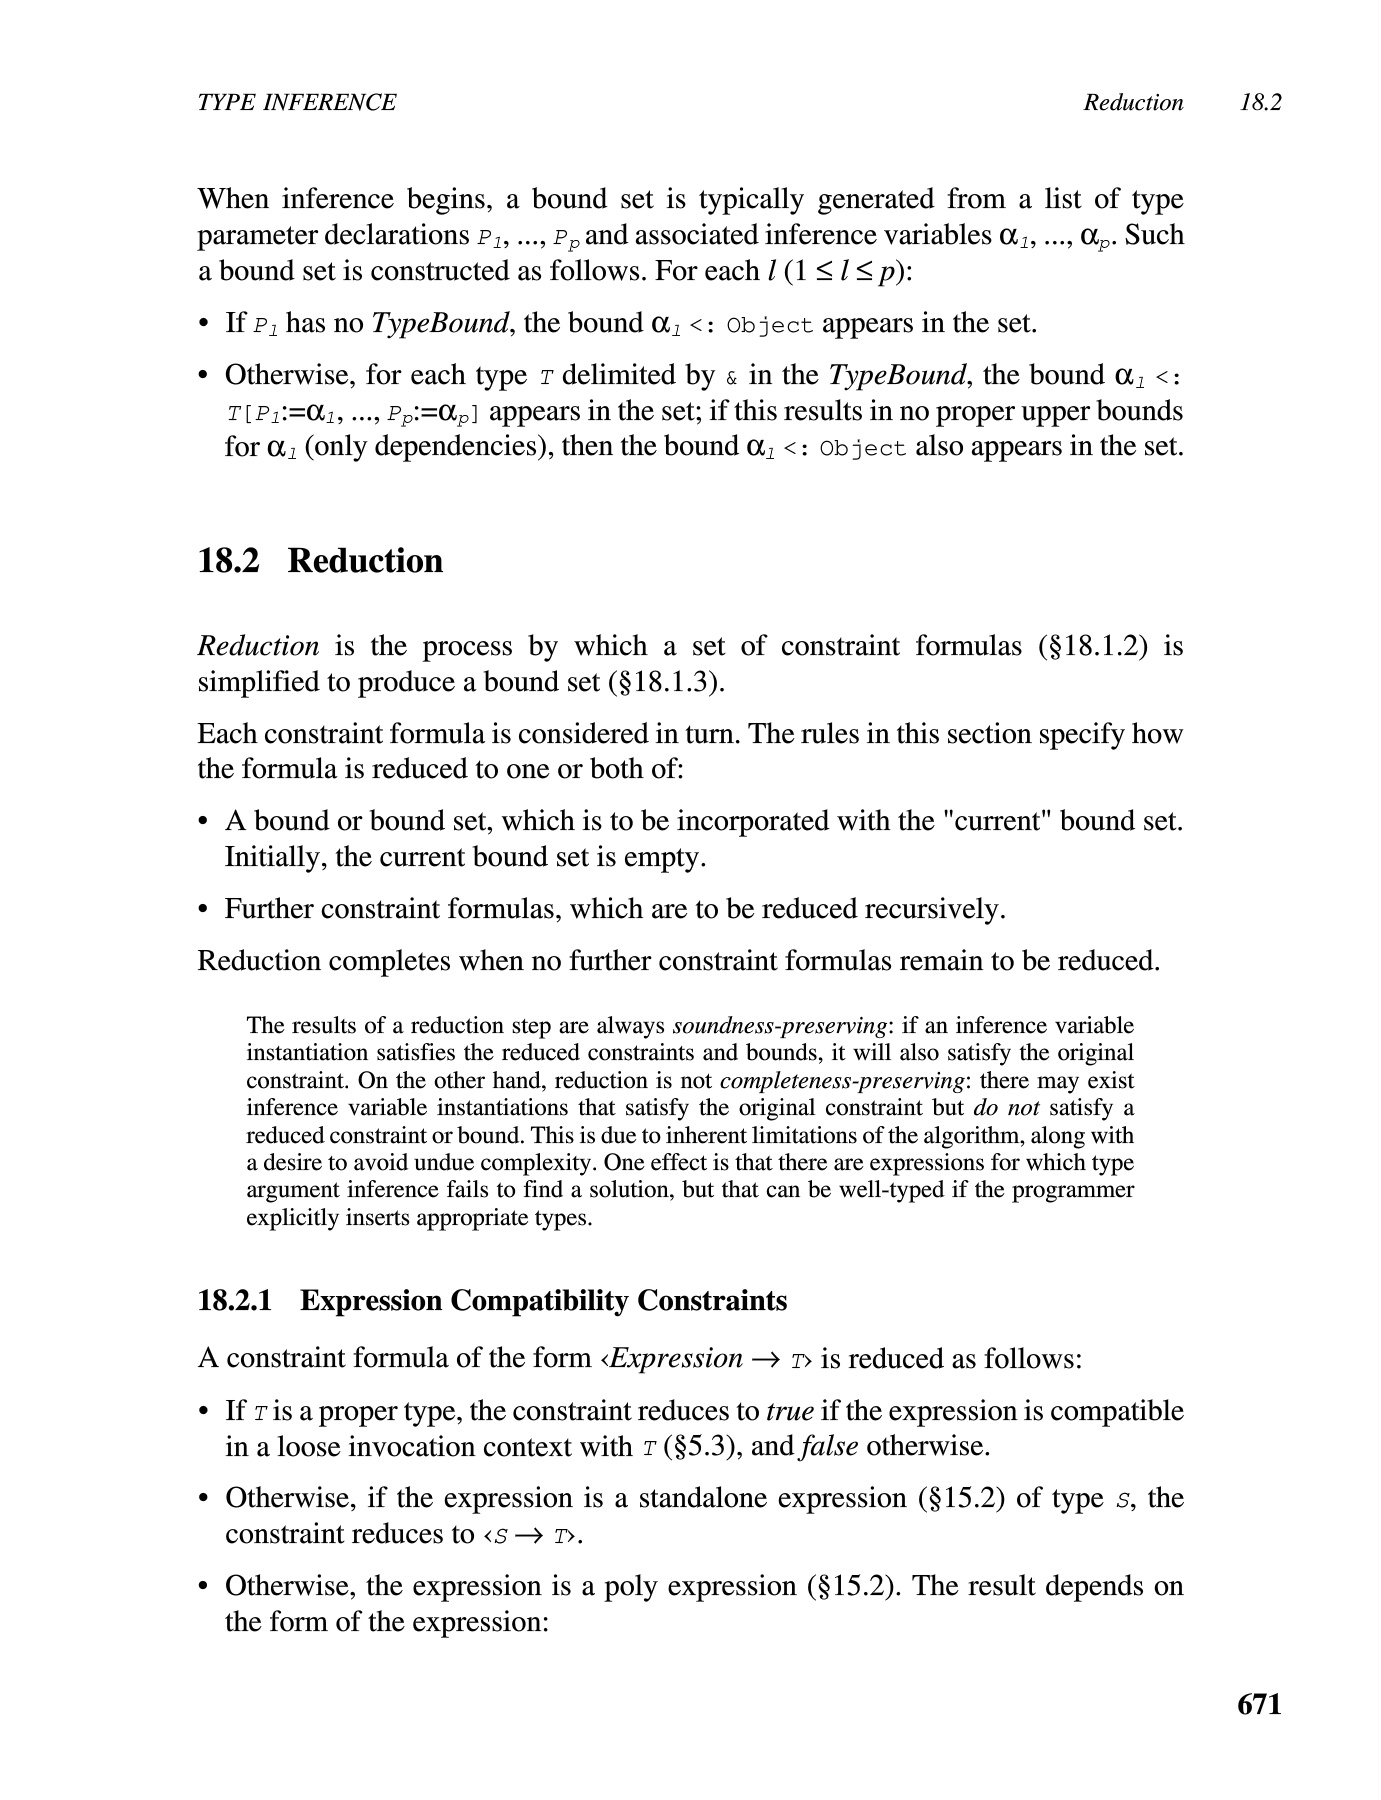 TYPE INFERENCE Reduction 18.2
When inference begins, a bound set is typically generated from a list of type
parameter declarations P1, ..., Pp and associated inference variables α1, ..., αp. Such
a bound set is constructed as follows. For each l (1 ≤ l ≤ p):
• If Pl has no TypeBound, the bound αl <: Object appears in the set.
• Otherwise, for each type T delimited by & in the TypeBound, the bound αl <:
T[P1:=α1, ..., Pp:=αp] appears in the set; if this results in no proper upper bounds
for αl (only dependencies), then the bound αl <: Object also appears in the set.
18.2 Reduction
Reduction is the process by which a set of constraint formulas (§18.1.2) is
simplified to produce a bound set (§18.1.3).
Each constraint formula is considered in turn. The rules in this section specify how
the formula is reduced to one or both of:
• A bound or bound set, which is to be incorporated with the "current" bound set.
Initially, the current bound set is empty.
• Further constraint formulas, which are to be reduced recursively.
Reduction completes when no further constraint formulas remain to be reduced.
The results of a reduction step are always soundness-preserving: if an inference variable
instantiation satisfies the reduced constraints and bounds, it will also satisfy the original
constraint. On the other hand, reduction is not completeness-preserving: there may exist
inference variable instantiations that satisfy the original constraint but do not satisfy a
reduced constraint or bound. This is due to inherent limitations of the algorithm, along with
a desire to avoid undue complexity. One effect is that there are expressions for which type
argument inference fails to find a solution, but that can be well-typed if the programmer
explicitly inserts appropriate types.
18.2.1 Expression Compatibility Constraints
A constraint formula of the form ‹Expression → T› is reduced as follows:
• If T is a proper type, the constraint reduces to true if the expression is compatible
in a loose invocation context with T (§5.3), and false otherwise.
• Otherwise, if the expression is a standalone expression (§15.2) of type S, the
constraint reduces to ‹S → T›.
• Otherwise, the expression is a poly expression (§15.2). The result depends on
the form of the expression:
671